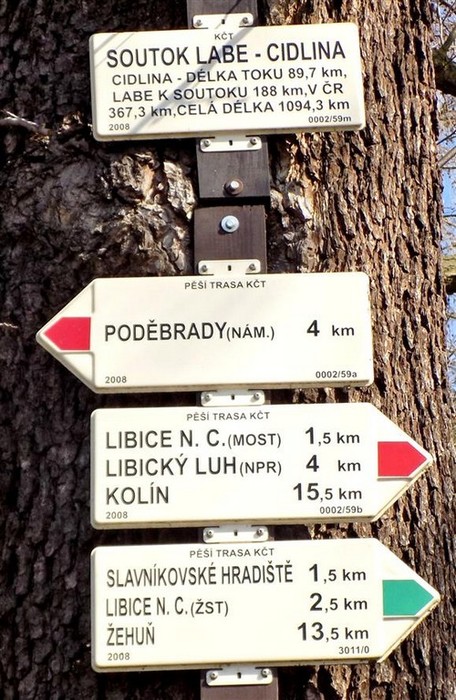 KČT
SOUTOK LABE - CIDLINA
CIDLINA - DÉLKA TOKU 89,7 km,
LABE K SOUTOKU 188 km,V ČR
367,3 km,CELÁ DÉLKA 1094,3 km
2008 0002/59m
PĚŠÍ TRASA KČT
PODĚBRADY(NÁM.) 4 km
2008 0002/59a
PĚŠÍ TRASA KČT
LIBICE N. C.(MOST) 1,5 km
LIBICKÝ LUH(NPR) 4 km
KOLÍN 15,5 km
2008 0002/59b
PĚŠÍ TRASA KČT
SLAVNÍKOVSKÉ HRADIŠTĚ 1,5 km
LIBICE N. C.(ŽST) 2,5 km
ŽEHUŇ 13,5 km
2008 3011/0